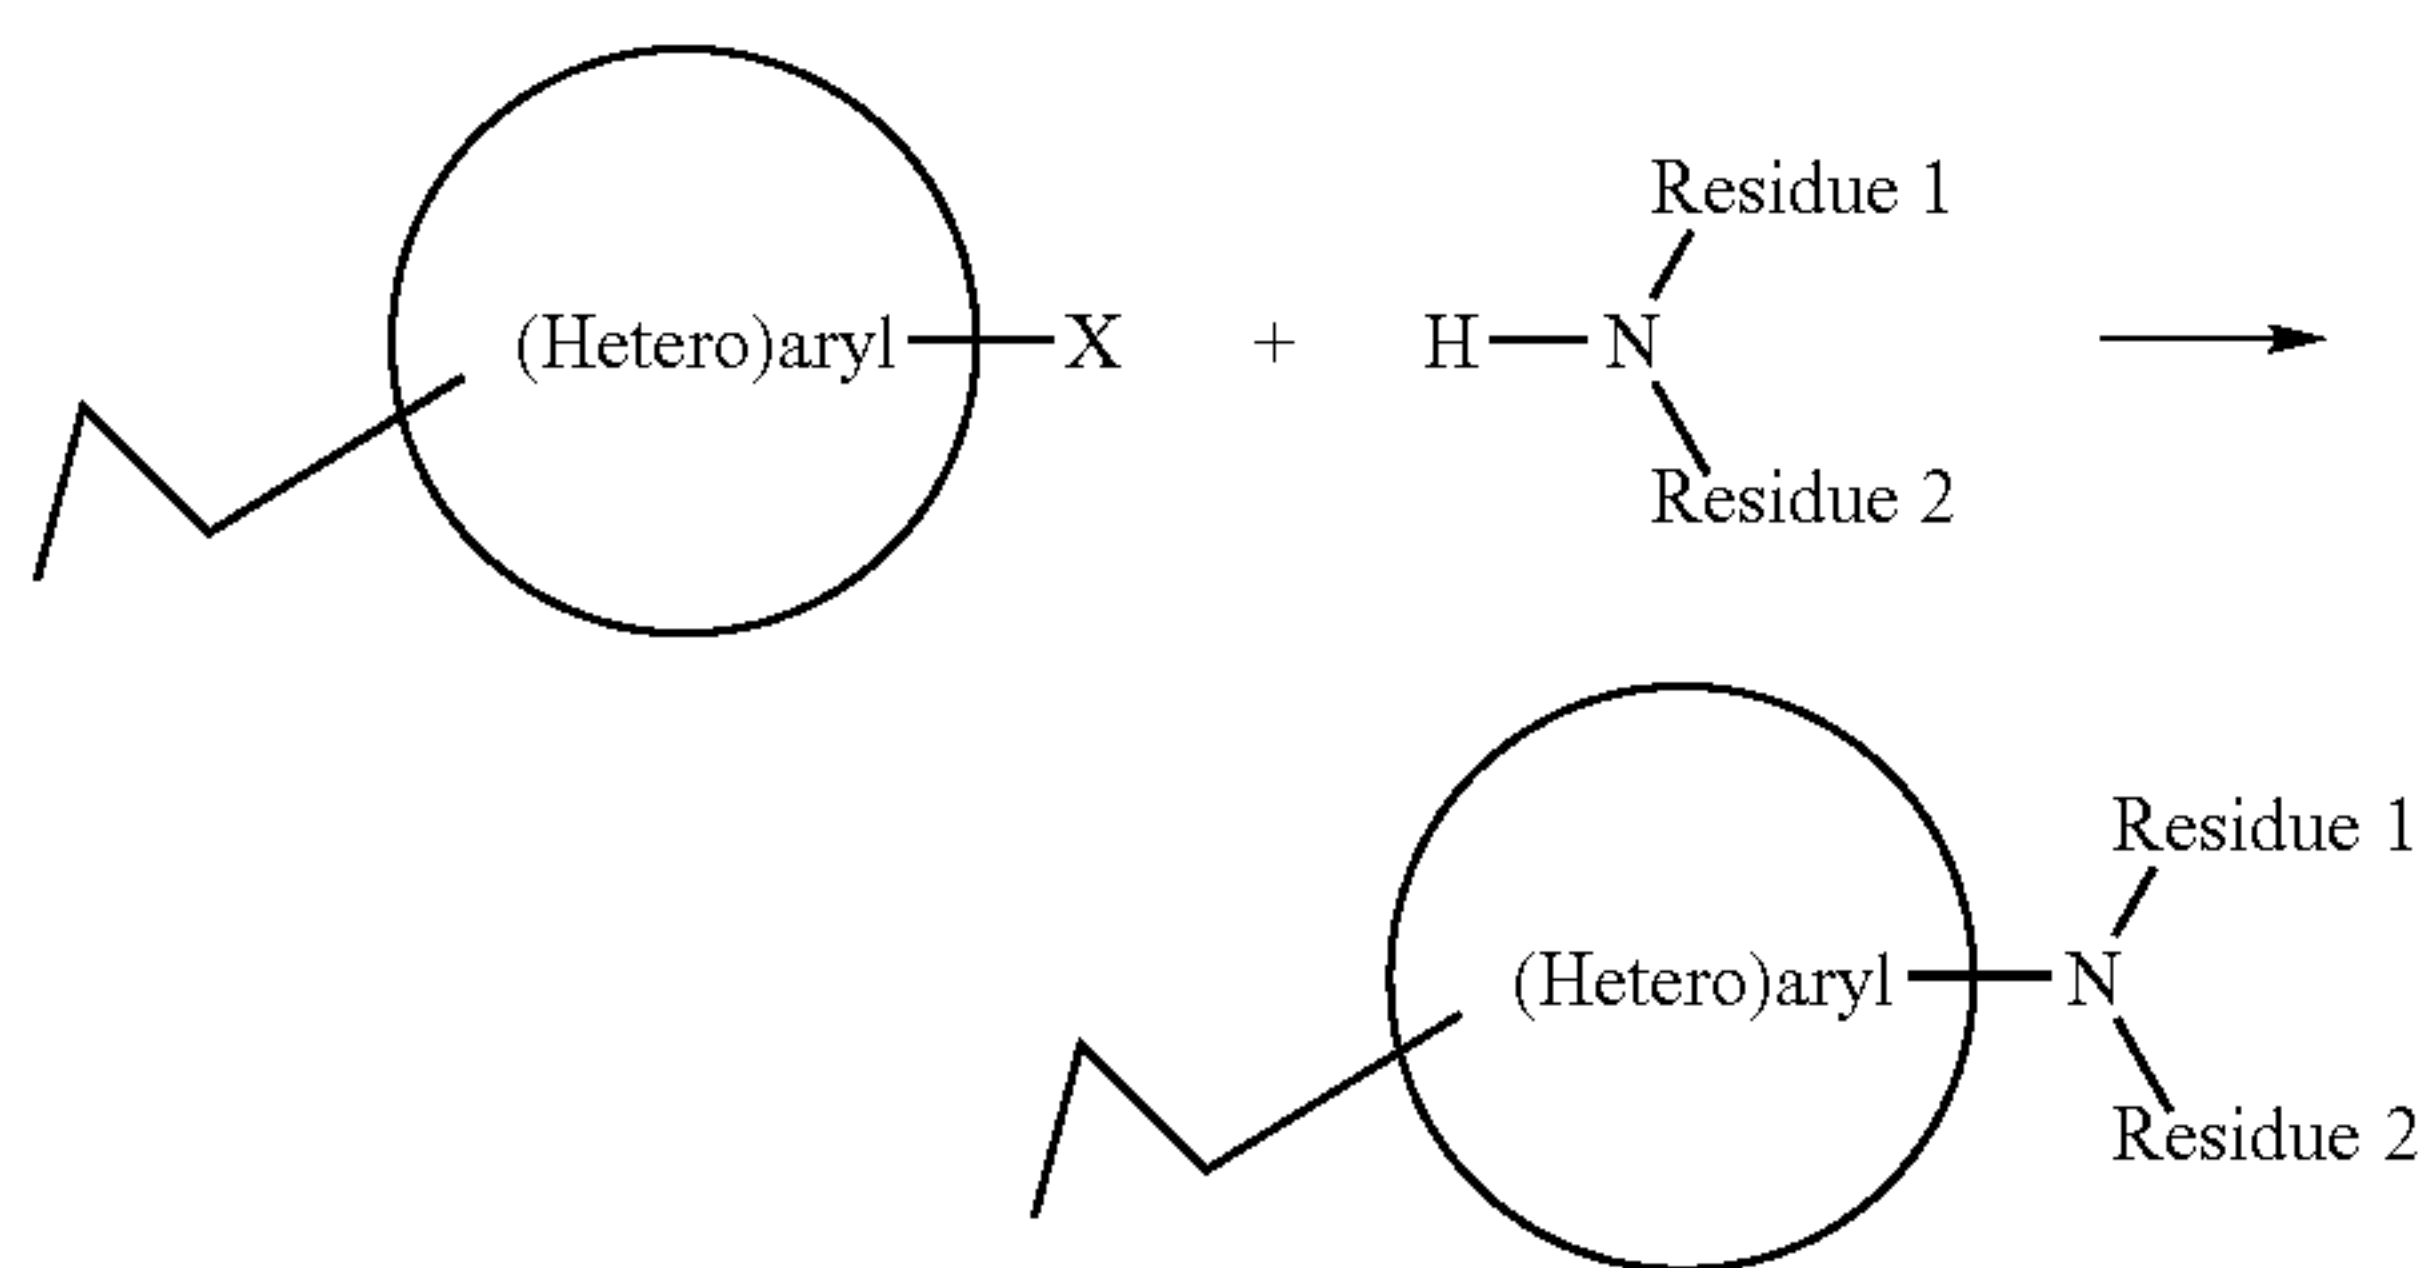 Residue 1
(Hetero)aryl X + H N
Residue 2
Residue 1
(Hetero)aryl N
Residue 2